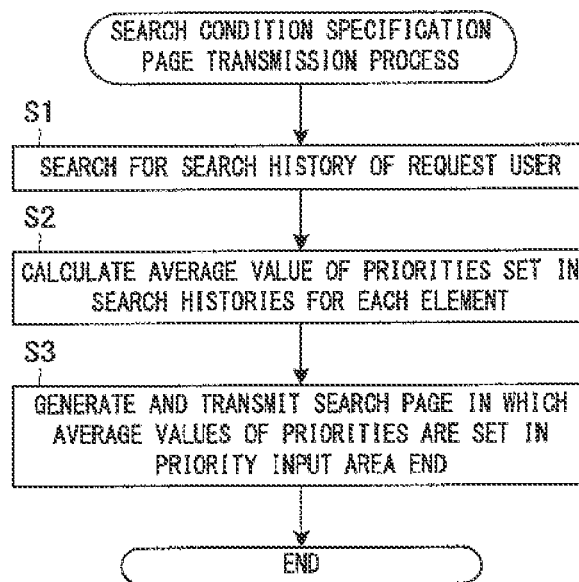 SEARCH CONDITION SPECIFICATION
PAGE TRANSMISSION PROCESS
S1
SEARCH FOR SEARCH HISTORY OF REQUEST USER
S2
CALCULATE AVERAGE VALUE OF PRIORITIES SET IN
SEARCH HISTORIES FOR EACH ELEMENT
S3
GENERATE AND TRANSMIT SEARCH PAGE IN WHICH
AVERAGE VALUES OF PRIORITIES ARE SET IN
PRIORITY INPUT AREA END
END